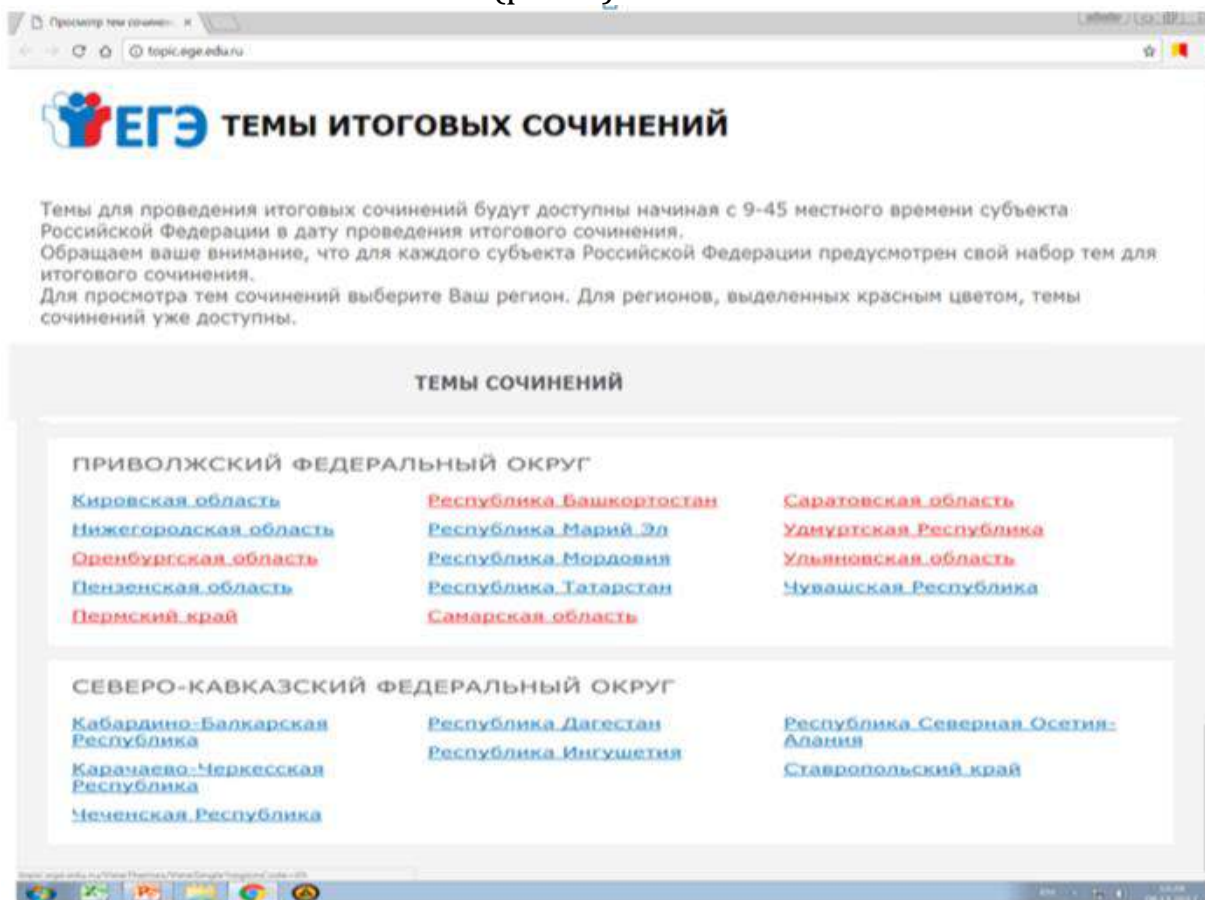 Просмотр тем сочинен
topic.ege.edu.ru
ЕГЭ ТЕМЫ ИТОГОВЫХ СОЧИНЕНИЙ
Темы для проведения итоговых сочинений будут доступны начиная с 9-45 местного времени субъекта
Российской Федерации в дату проведения итогового сочинения.
Обращаем ваше внимание, что для каждого субъекта Российской Федерации предусмотрен свой набор тем для
итогового сочинения.
Для просмотра тем сочинений выберите Ваш регион. Для регионов, выделенных красным цветом, темы
сочинений уже доступны.
ТЕМЫ СОЧИНЕНИЙ
ПРИВОЛЖСКИЙ ФЕДЕРАЛЬНЫЙ ОКРУГ
Кировская область
Нижегородская область
Оренбургская область
Пензенская область
Пермский край
Республика Башкортостан
Республика Марий Эл
Республика Мордовия
Республика Татарстан
Самарская область
Саратовская область
Удмуртская Республика
Ульяновская область
Чувашская Республика
СЕВЕРО-КАВКАЗСКИЙ ФЕДЕРАЛЬНЫЙ ОКРУГ
Кабардино-Балкарская
Республика
Карачаево-Черкесская
Республика
Чеченская Республика
Республика Дагестан
Республика Ингушетия
Республика Северная Осетия-
Алания
Ставропольский край